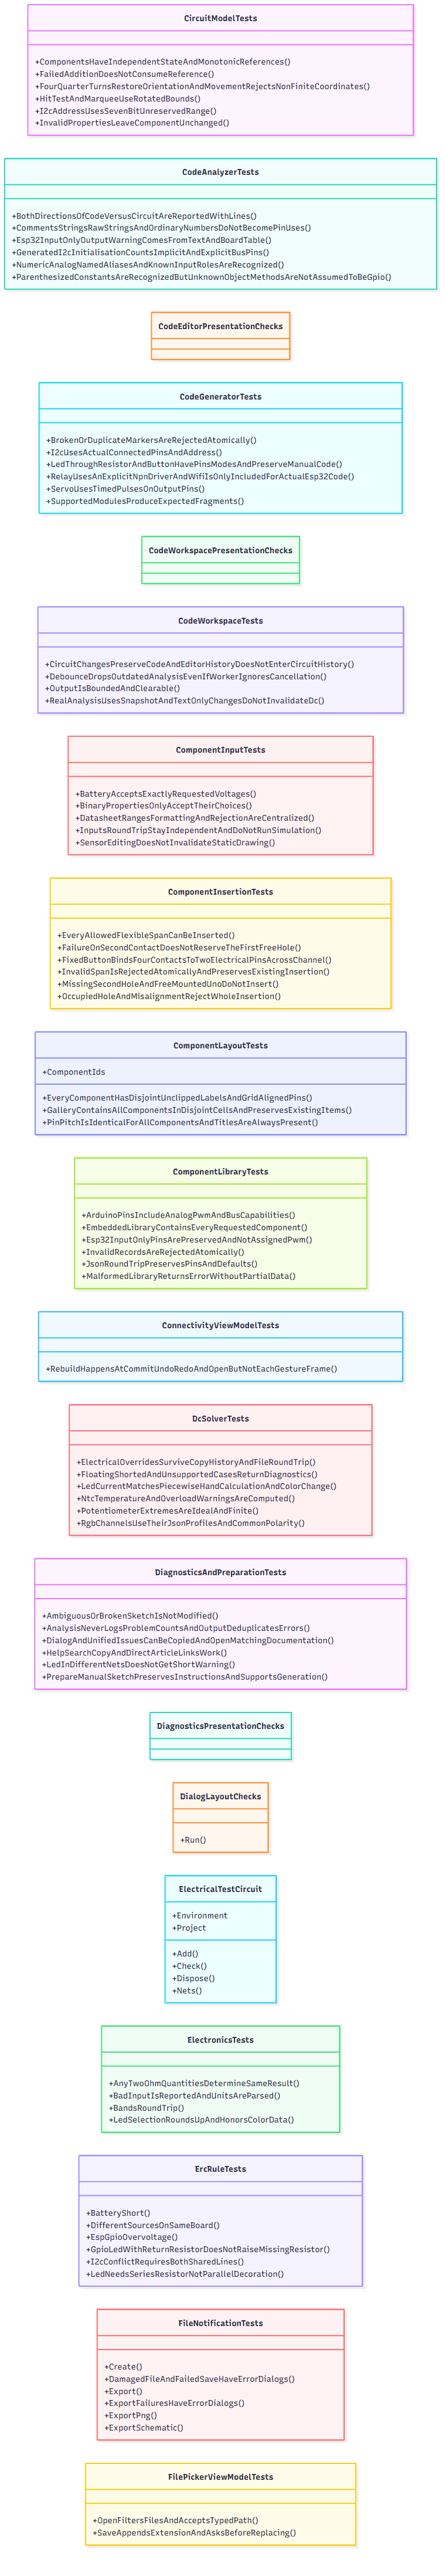 CircuitModelTests
+ComponentsHaveIndependentStateAndMonotonicReferences()
+FailedAdditionDoesNotConsumeReference()
+FourQuarterTurnsRestoreOrientationAndMovementRejectsNonFiniteCoordinates()
+HitTestAndMarqueeUseRotatedBounds()
+I2cAddressUsesSevenBitUnreservedRange()
+InvalidPropertiesLeaveComponentUnchanged()
CodeAnalyzerTests
+BothDirectionsOfCodeVersusCircuitAreReportedWithLines()
+CommentsStringsRawStringsAndOrdinaryNumbersDoNotBecomePinUses()
+Esp32InputOnlyOutputWarningComesFromTextAndBoardTable()
+GeneratedI2cInitialisationCountsImplicitAndExplicitBusPins()
+NumericAnalogNamedAliasesAndKnownInputRolesAreRecognized()
+ParenthesizedConstantsAreRecognizedButUnknownObjectMethodsAreNotAssumedToBeGpio()
CodeEditorPresentationChecks
CodeGeneratorTests
+BrokenOrDuplicateMarkersAreRejectedAtomically()
+I2cUsesActualConnectedPinsAndAddress()
+LedThroughResistorAndButtonHavePinsModesAndPreserveManualCode()
+RelayUsesAnExplicitNpnDriverAndWifiIsOnlyIncludedForActualEsp32Code()
+ServoUsesTimedPulsesOnOutputPins()
+SupportedModulesProduceExpectedFragments()
CodeWorkspacePresentationChecks
CodeWorkspaceTests
+CircuitChangesPreserveCodeAndEditorHistoryDoesNotEnterCircuitHistory()
+DebounceDropsOutdatedAnalysisEvenIfWorkerIgnoresCancellation()
+OutputIsBoundedAndClearable()
+RealAnalysisUsesSnapshotAndTextOnlyChangesDoNotInvalidateDc()
ComponentInputTests
+BatteryAcceptsExactlyRequestedVoltages()
+BinaryPropertiesOnlyAcceptTheirChoices()
+DatasheetRangesFormattingAndRejectionAreCentralized()
+InputsRoundTripStayIndependentAndDoNotRunSimulation()
+SensorEditingDoesNotInvalidateStaticDrawing()
ComponentInsertionTests
+EveryAllowedFlexibleSpanCanBeInserted()
+FailureOnSecondContactDoesNotReserveTheFirstFreeHole()
+FixedButtonBindsFourContactsToTwoElectricalPinsAcrossChannel()
+InvalidSpanIsRejectedAtomicallyAndPreservesExistingInsertion()
+MissingSecondHoleAndFreeMountedUnoDoNotInsert()
+OccupiedHoleAndMisalignmentRejectWholeInsertion()
ComponentLayoutTests
+ComponentIds
+EveryComponentHasDisjointUnclippedLabelsAndGridAlignedPins()
+GalleryContainsAllComponentsInDisjointCellsAndPreservesExistingItems()
+PinPitchIsIdenticalForAllComponentsAndTitlesAreAlwaysPresent()
ComponentLibraryTests
+ArduinoPinsIncludeAnalogPwmAndBusCapabilities()
+EmbeddedLibraryContainsEveryRequestedComponent()
+Esp32InputOnlyPinsArePreservedAndNotAssignedPwm()
+InvalidRecordsAreRejectedAtomically()
+JsonRoundTripPreservesPinsAndDefaults()
+MalformedLibraryReturnsErrorWithoutPartialData()
ConnectivityViewModelTests
+RebuildHappensAtCommitUndoRedoAndOpenButNotEachGestureFrame()
DcSolverTests
+ElectricalOverridesSurviveCopyHistoryAndFileRoundTrip()
+FloatingShortedAndUnsupportedCasesReturnDiagnostics()
+LedCurrentMatchesPiecewiseHandCalculationAndColorChange()
+NtcTemperatureAndOverloadWarningsAreComputed()
+PotentiometerExtremesAreIdealAndFinite()
+RgbChannelsUseTheirJsonProfilesAndCommonPolarity()
DiagnosticsAndPreparationTests
+AmbiguousOrBrokenSketchIsNotModified()
+AnalysisNeverLogsProblemCountsAndOutputDeduplicatesErrors()
+DialogAndUnifiedIssuesCanBeCopiedAndOpenMatchingDocumentation()
+HelpSearchCopyAndDirectArticleLinksWork()
+LedInDifferentNetsDoesNotGetShortWarning()
+PrepareManualSketchPreservesInstructionsAndSupportsGeneration()
DiagnosticsPresentationChecks
DialogLayoutChecks
+Run()
ElectricalTestCircuit
+Environment
+Project
+Add()
+Check()
+Dispose()
+Nets()
ElectronicsTests
+AnyTwoOhmQuantitiesDetermineSameResult()
+BadInputIsReportedAndUnitsAreParsed()
+BandsRoundTrip()
+LedSelectionRoundsUpAndHonorsColorData()
ErcRuleTests
+BatteryShort()
+DifferentSourcesOnSameBoard()
+EspGpioOvervoltage()
+GpioLedWithReturnResistorDoesNotRaiseMissingResistor()
+I2cConflictRequiresBothSharedLines()
+LedNeedsSeriesResistorNotParallelDecoration()
FileNotificationTests
+Create()
+DamagedFileAndFailedSaveHaveErrorDialogs()
+Export()
+ExportFailuresHaveErrorDialogs()
+ExportPng()
+ExportSchematic()
FilePickerViewModelTests
+OpenFiltersFilesAndAcceptsTypedPath()
+SaveAppendsExtensionAndAsksBeforeReplacing()